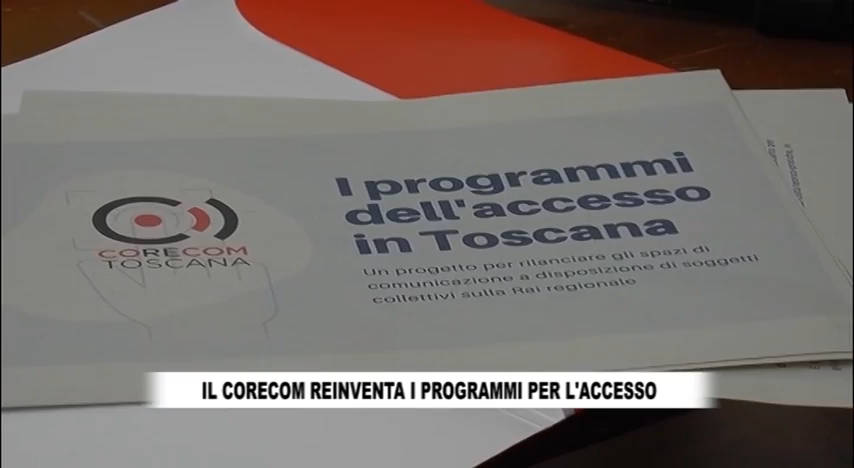 I programmi
dell'accesso
in Toscana
Un progetto per rilanciare gli spazi di
comunicazione a disposizione di soggetti
collettivi sulla Rai regionale
CORECOM
TOSCANA
IL CORECOM REINVENTA I PROGRAMMI PER L'ACCESSO